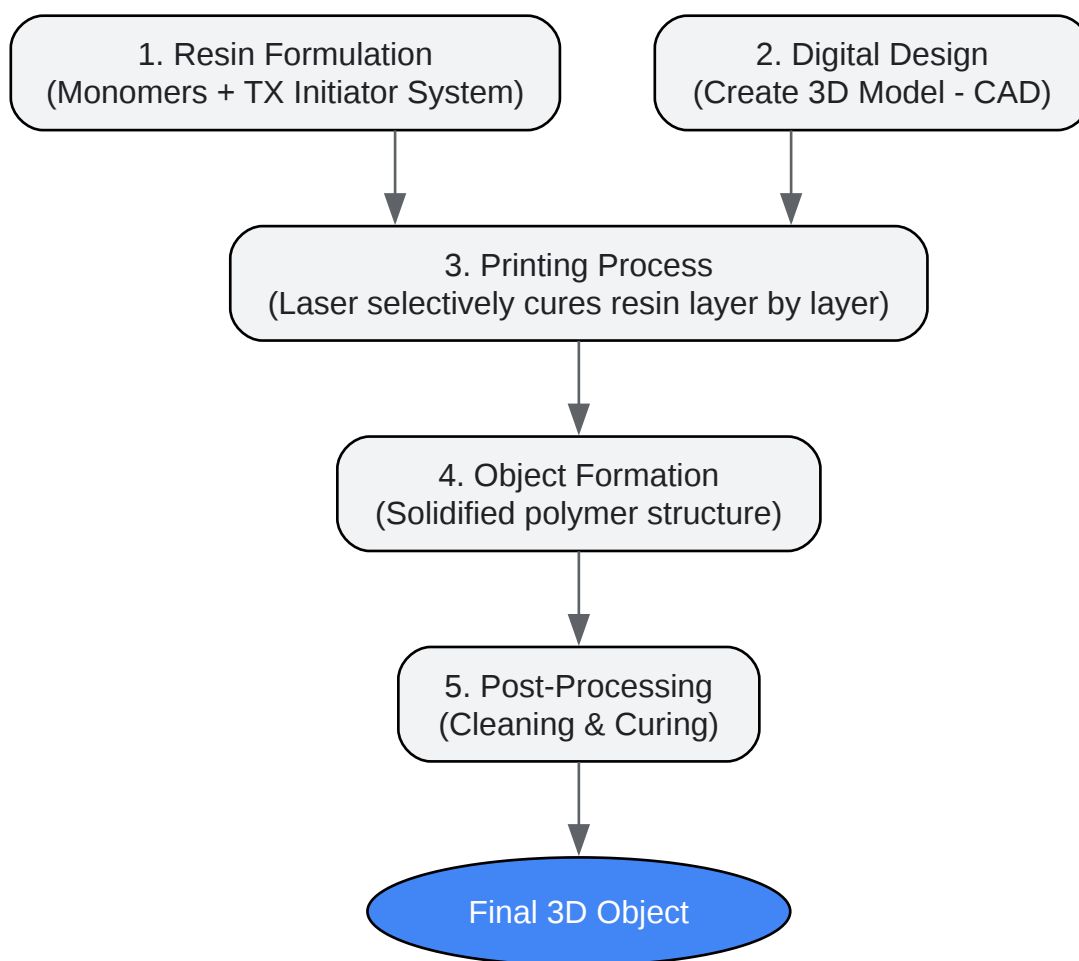 1. Resin Formulation
(Monomers + TX Initiator System)
2. Digital Design
(Create 3D Model - CAD)
3. Printing Process
(Laser selectively cures resin layer by layer)
4. Object Formation
(Solidified polymer structure)
5. Post-Processing
(Cleaning & Curing)
Final 3D Object